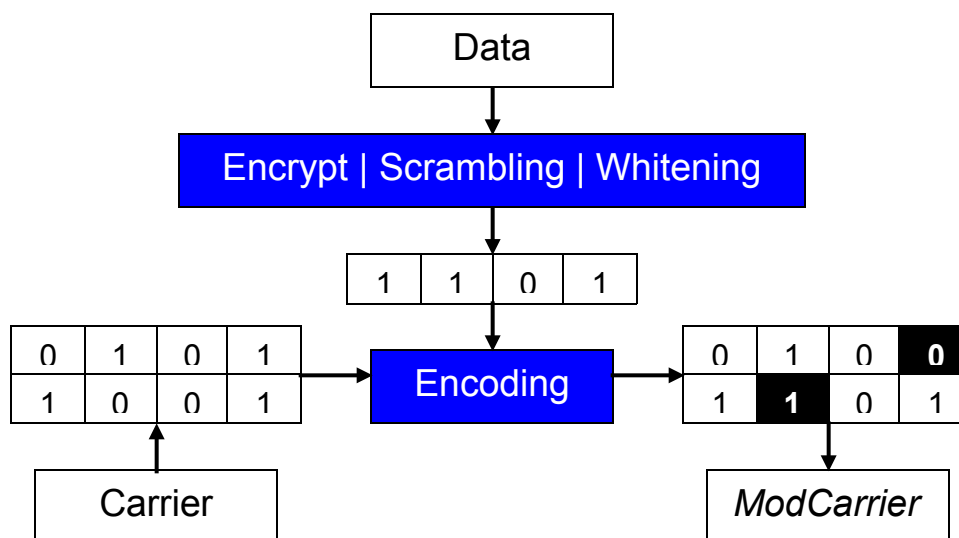 Data
Encrypt | Scrambling | Whitening
1 1 0 1
0 1 0 1
1 0 0 1
Encoding
0 1 0 0
1 1 0 1
Carrier
ModCarrier